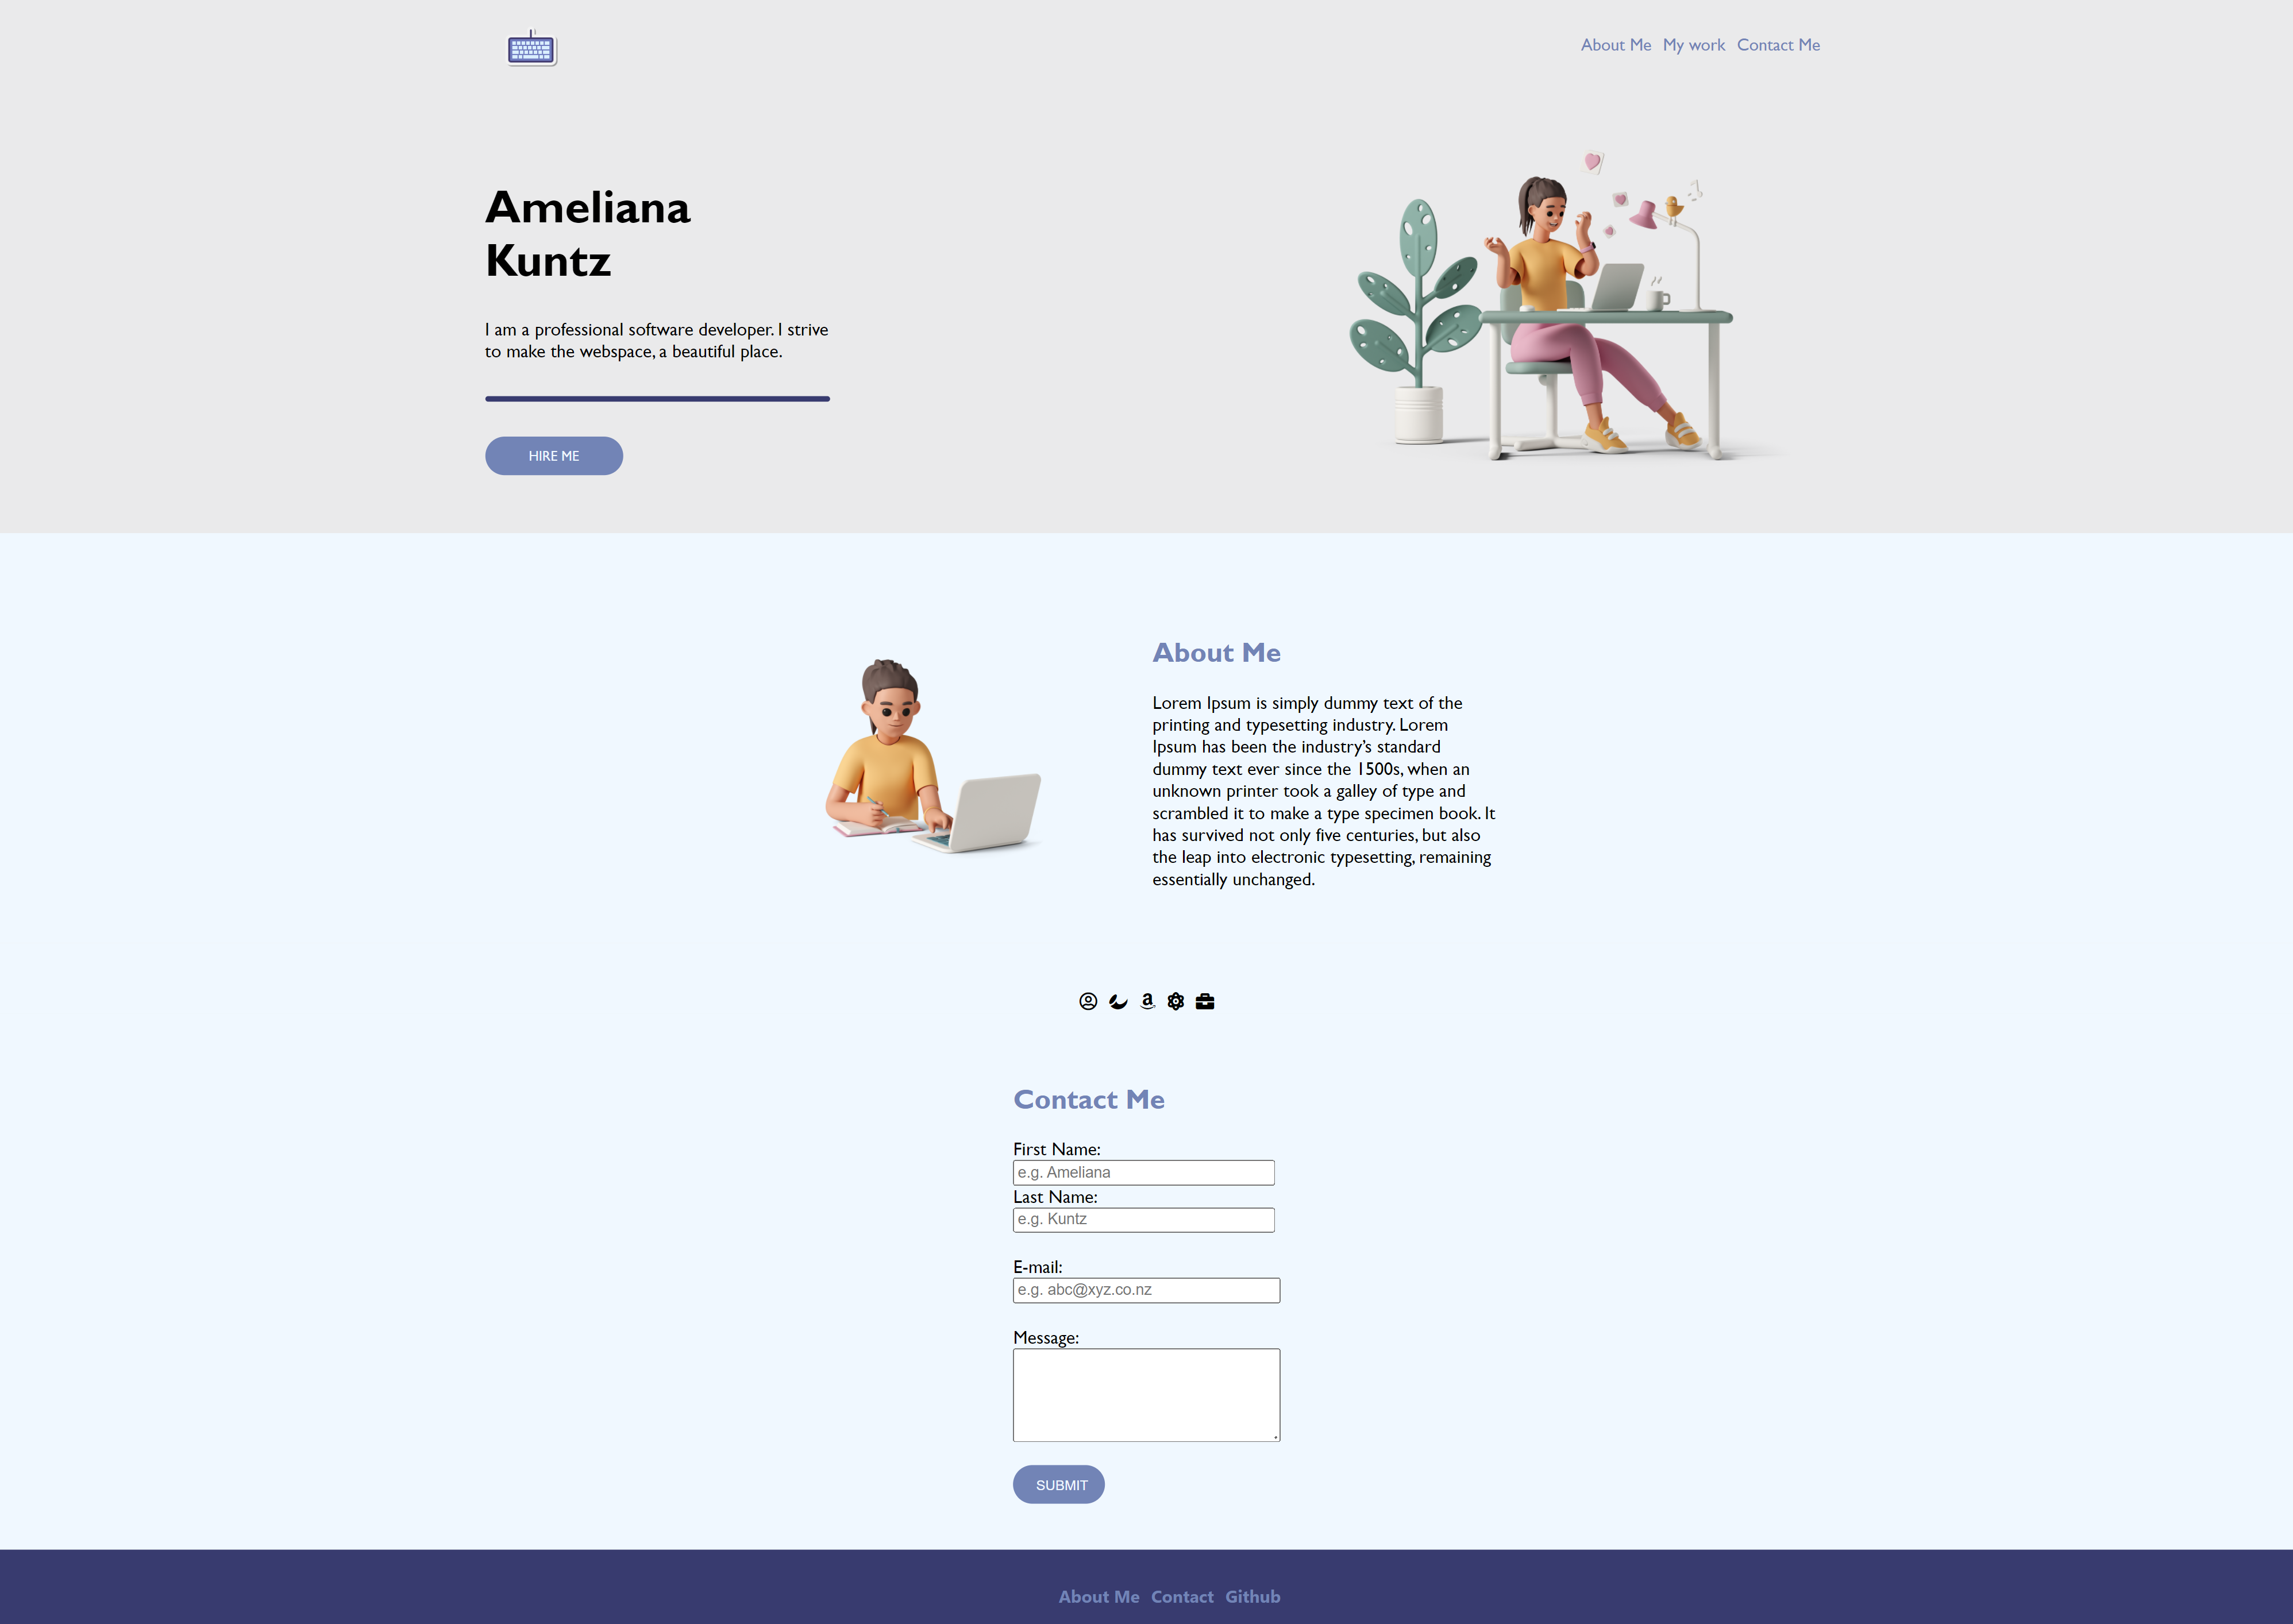 About Me My work Contact Me
Ameliana
Kuntz
I am a professional software developer. I strive
to make the webspace, a beautiful place.
HIRE ME
About Me
Lorem Ipsum is simply dummy text of the
printing and typesetting industry. Lorem
Ipsum has been the industry’s standard
dummy text ever since the 1500s, when an
unknown printer took a galley of type and
scrambled it to make a type specimen book. It
has survived not only five centuries, but also
the leap into electronic typesetting, remaining
essentially unchanged.
Contact Me
First Name:
e.g. Ameliana
Last Name:
e.g. Kuntz
E-mail:
e.g. abc@xyz.co.nz
Message:
SUBMIT
About Me Contact Github